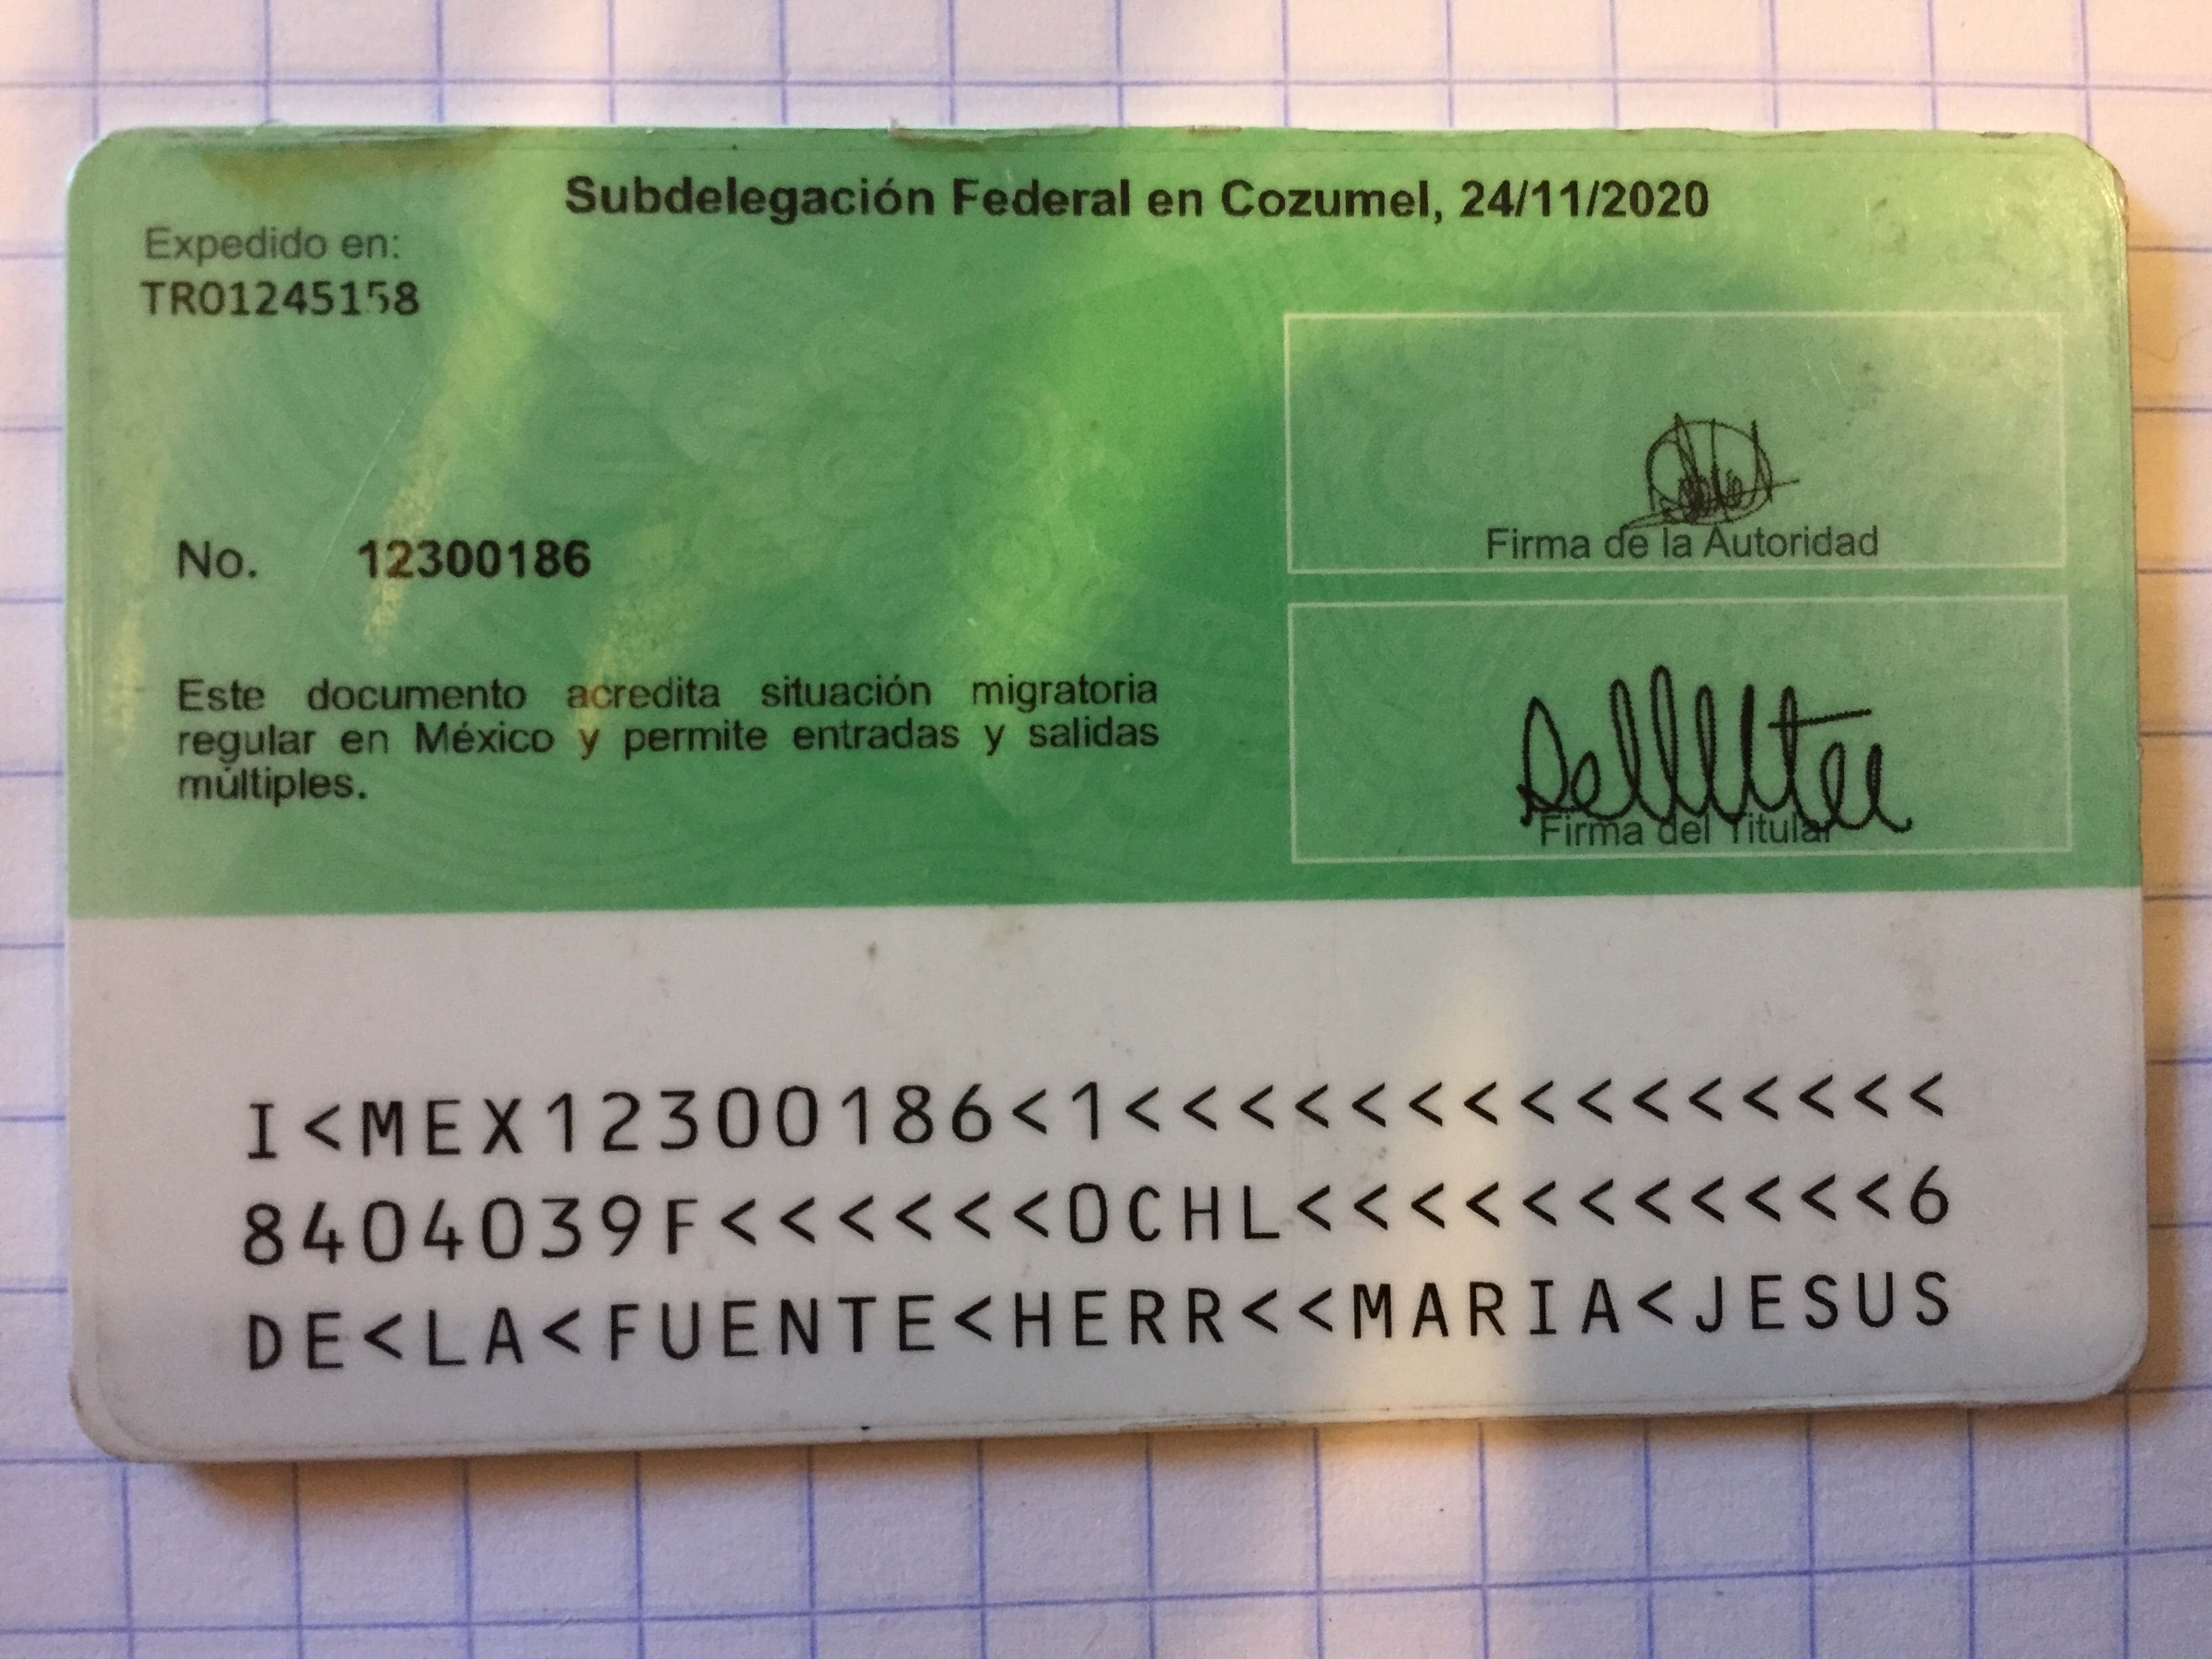 Subdelegación Federal en Cozumel, 24/11/2020
Expedido en:
TR01245158
Firma de la Autoridad
No. 12300186
Este documento acredita situación migratoria
regular en México y permite entradas y salidas
múltiples.
Firma del Titular
I<MEX12300186<1<<<<<<<<<<<<<<<
8404039F<<<<<<0CHL<<<<<<<<<<<6
DE<LA<FUENTE<HERR<<MARIA<JESUS